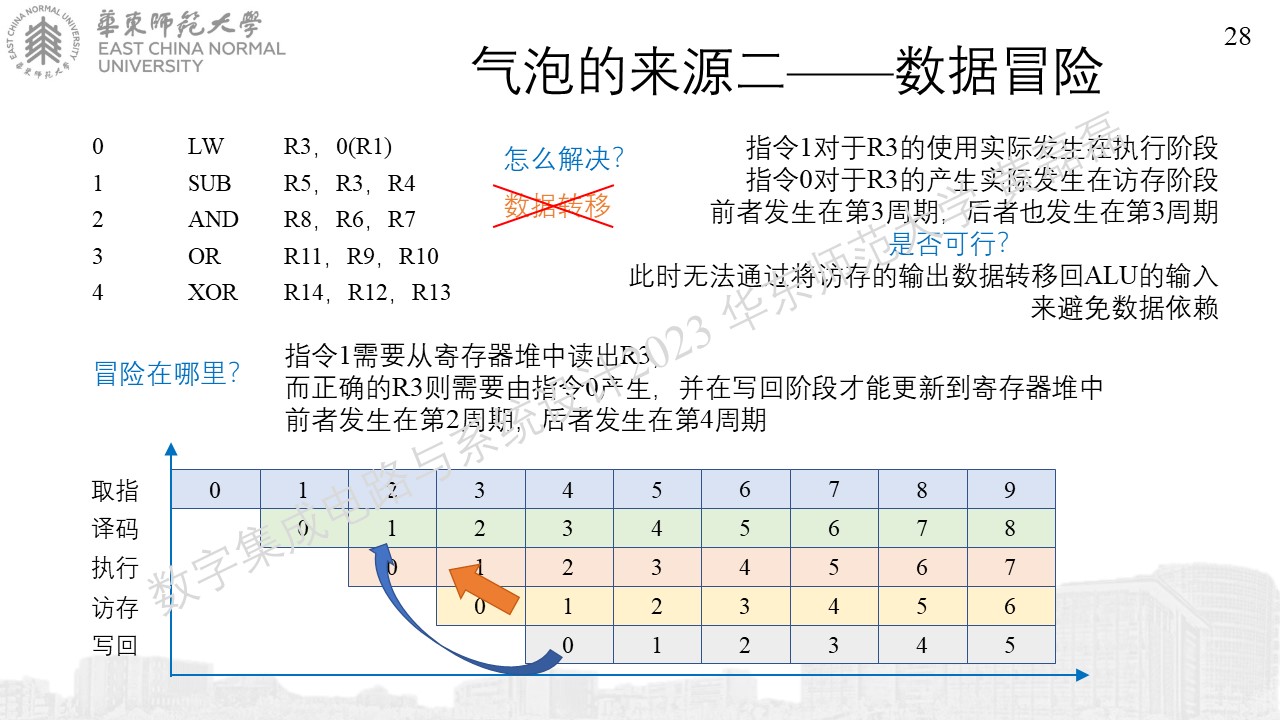 華東師範大學
EAST CHINA NORMAL
UNIVERSITY
EAST CHINA NORMAL UNIVERSITY
華東師範大學
28
气泡的来源二——数据冒险
0 LW R3，0(R1)
1 SUB R5，R3，R4
2 AND R8，R6，R7
3 OR R11，R9，R10
4 XOR R14，R12，R13
怎么解决？
数据转移
指令1对于R3的使用实际发生在执行阶段
指令0对于R3的产生实际发生在访存阶段
前者发生在第3周期，后者也发生在第3周期
是否可行？
此时无法通过将访存的输出数据转移回ALU的输入
来避免数据依赖
冒险在哪里？
指令1需要从寄存器堆中读出R3
而正确的R3则需要由指令0产生，并在写回阶段才能更新到寄存器堆中
前者发生在第2周期，后者发生在第4周期
取指 0 1 2 3 4 5 6 7 8 9
译码 0 1 2 3 4 5 6 7 8
执行 0 1 2 3 4 5 6 7
访存 0 1 2 3 4 5 6
写回 0 1 2 3 4 5
数字集成电路与系统设计2023 华东师范大学 黄磊磊